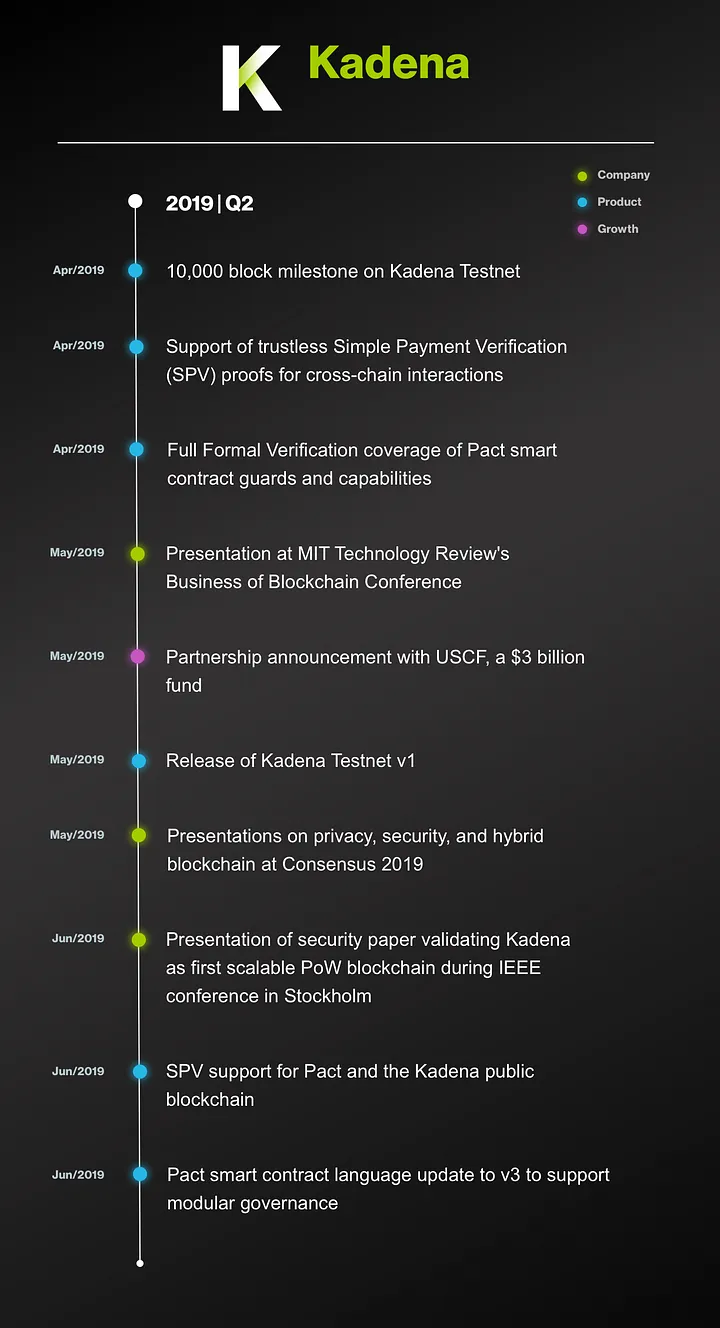 K Kadena
Company
2019 | Q2
Product
Growth
Apr/2019
10,000 block milestone on Kadena Testnet
Apr/2019
Support of trustless Simple Payment Verification
(SPV) proofs for cross-chain interactions
Apr/2019
Full Formal Verification coverage of Pact smart
contract guards and capabilities
May/2019
Presentation at MIT Technology Review's
Business of Blockchain Conference
May/2019
Partnership announcement with USCF, a $3 billion
fund
May/2019
Release of Kadena Testnet v1
May/2019
Presentations on privacy, security, and hybrid
blockchain at Consensus 2019
Jun/2019
Presentation of security paper validating Kadena
as first scalable PoW blockchain during IEEE
conference in Stockholm
Jun/2019
SPV support for Pact and the Kadena public
blockchain
Jun/2019
Pact smart contract language update to v3 to support
modular governance